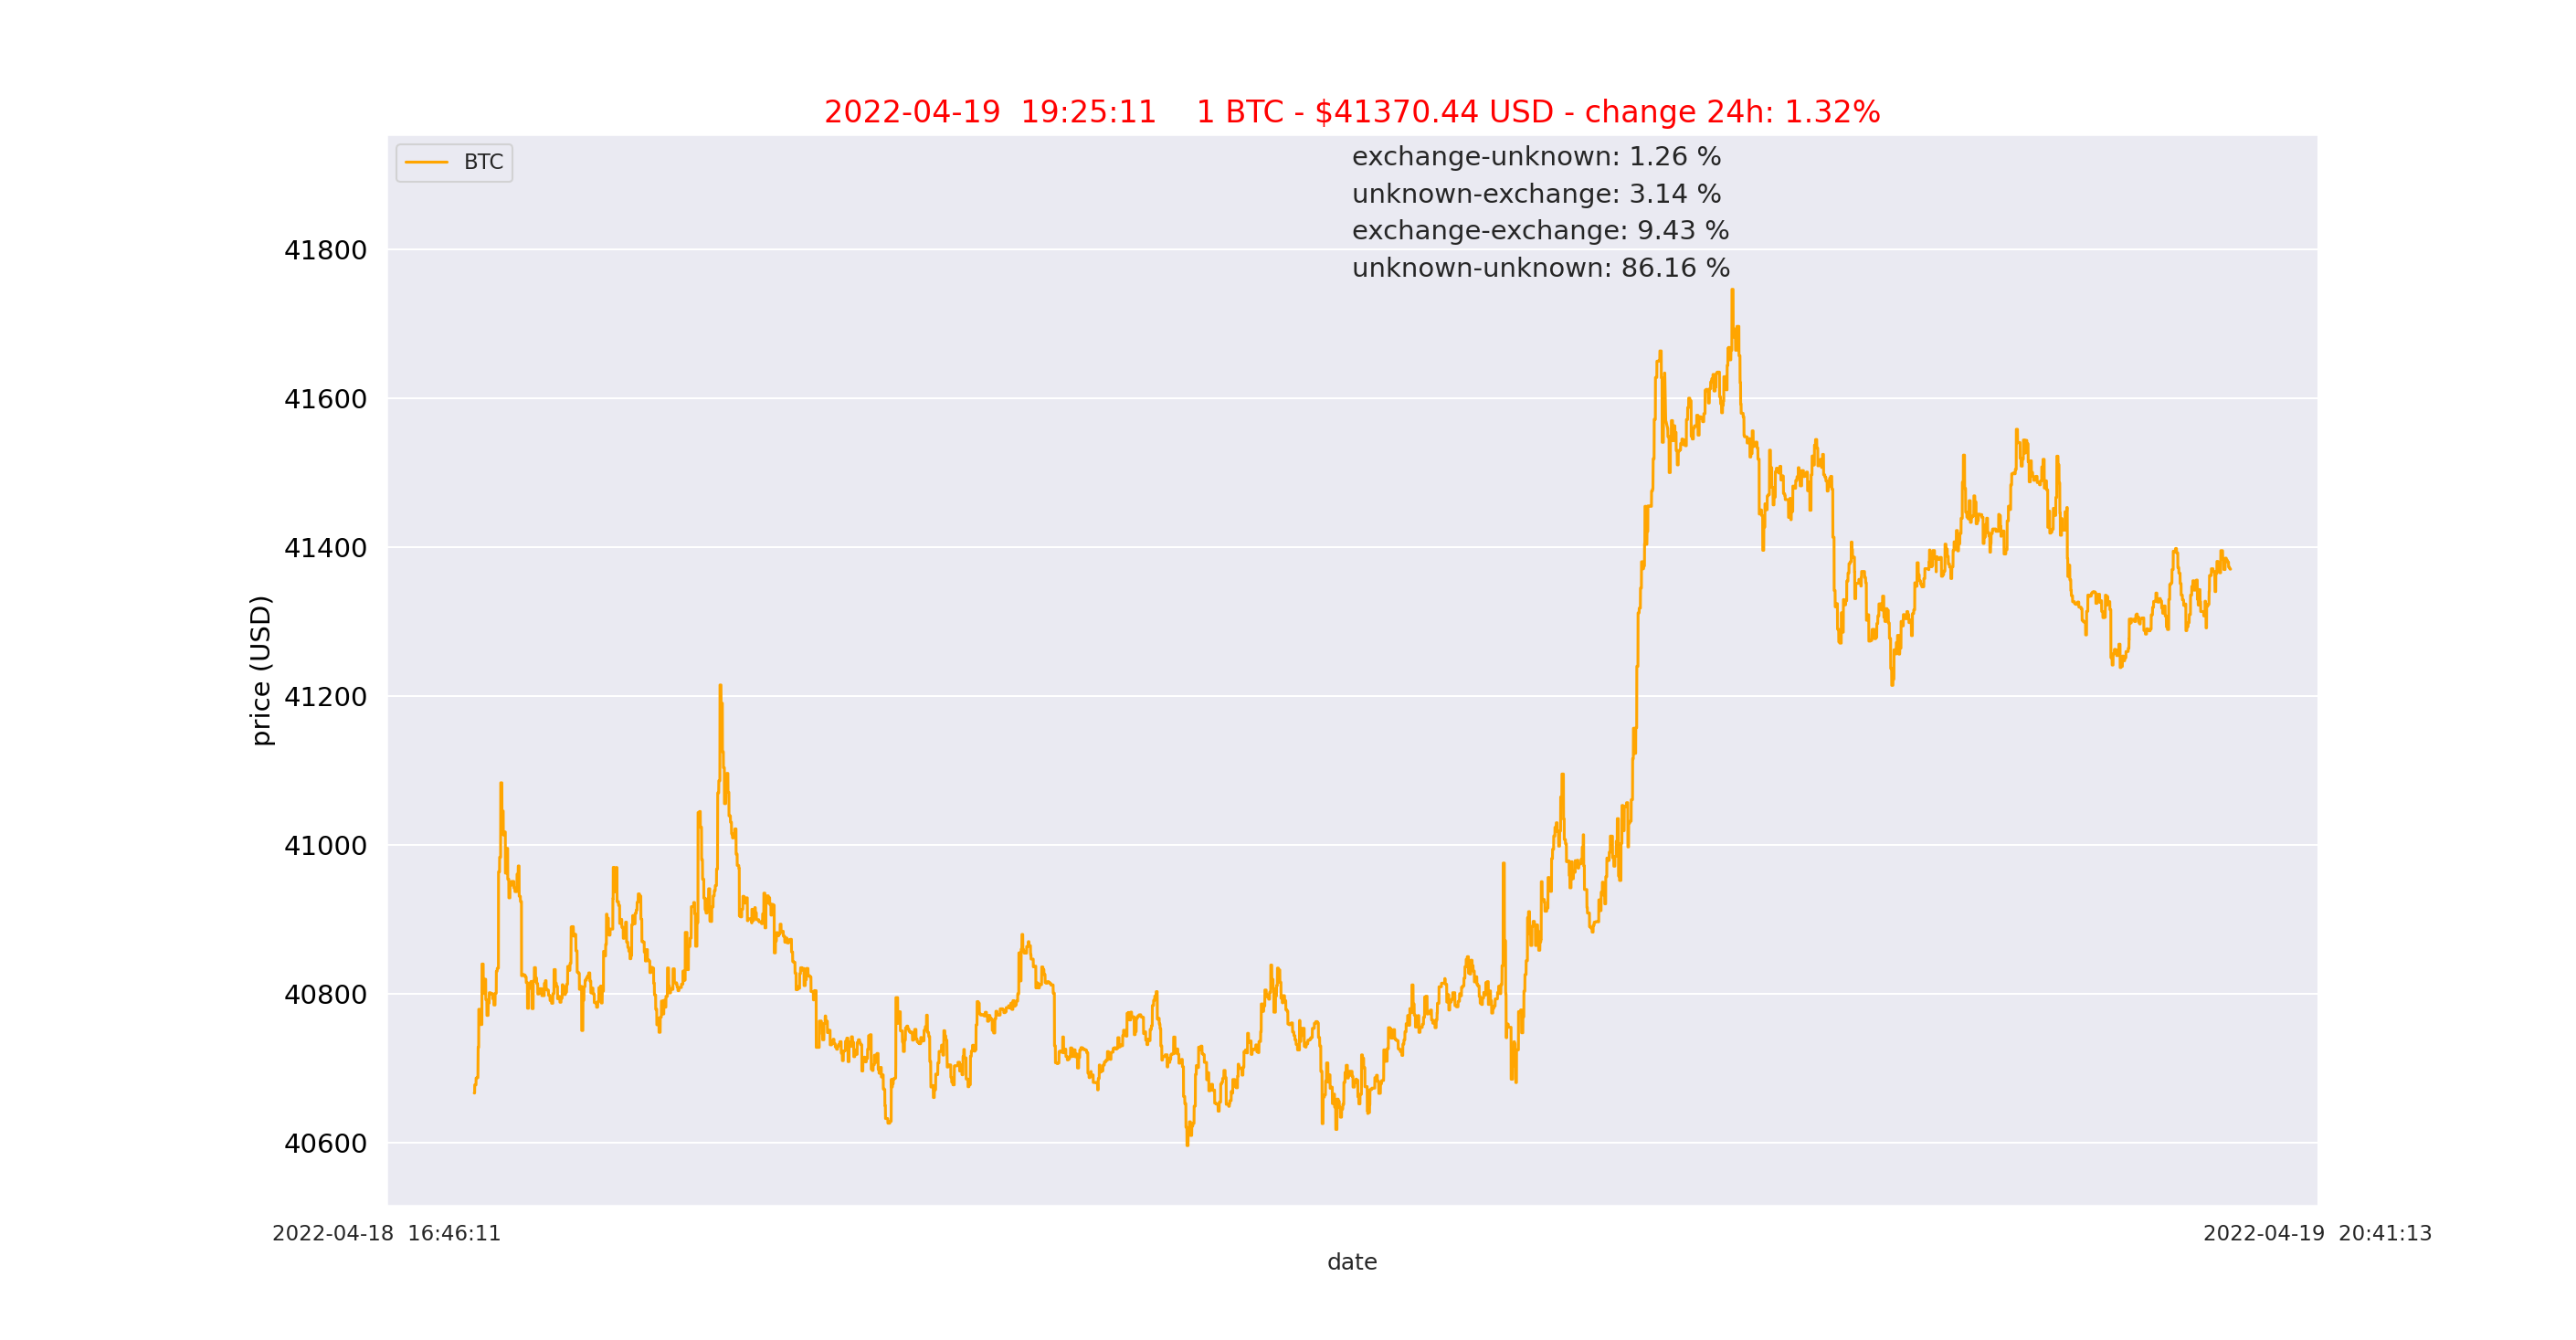 2022-04-19  19:25:11    1 BTC - $41370.44 USD - change 24h: 1.32%
BTC
exchange-unknown: 1.26 %
unknown-exchange: 3.14 %
exchange-exchange: 9.43 %
unknown-unknown: 86.16 %
41800
41600
41400
41200
41000
40800
40600
price (USD)
2022-04-18  16:46:11
2022-04-19  20:41:13
date